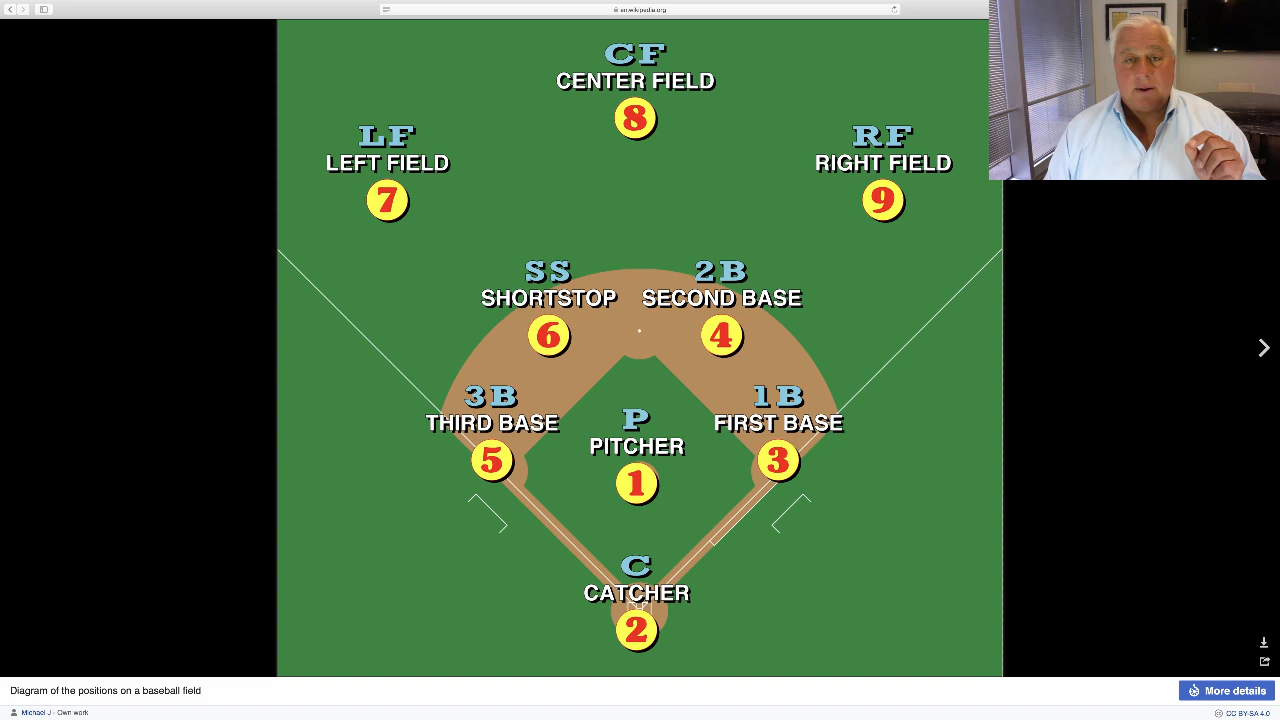 en.wikipedia.org
CF
CENTER FIELD
8
LF
LEFT FIELD
7
RF
RIGHT FIELD
9
SS
SHORTSTOP
6
2B
SECOND BASE
4
3B
THIRD BASE
5
P
PITCHER
1
1B
FIRST BASE
3
C
CATCHER
2
Diagram of the positions on a baseball field
More details
Michael J - Own work
CC BY-SA 4.0